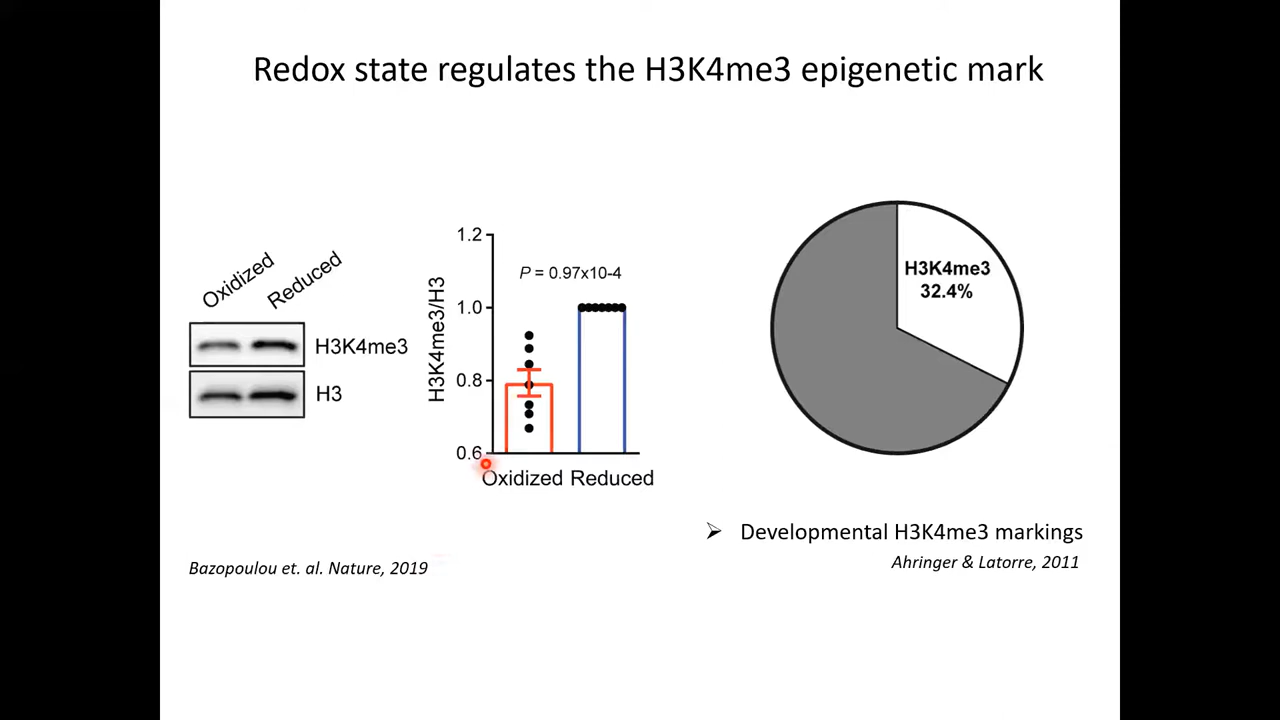 Redox state regulates the H3K4me3 epigenetic mark
Oxidized
Reduced
H3K4me3
H3
H3K4me3/H3
1.2
1.0
0.8
0.6
P = 0.97x10-4
Oxidized Reduced
H3K4me3
32.4%
➢ Developmental H3K4me3 markings
Ahringer & Latorre, 2011
Bazopoulou et. al. Nature, 2019